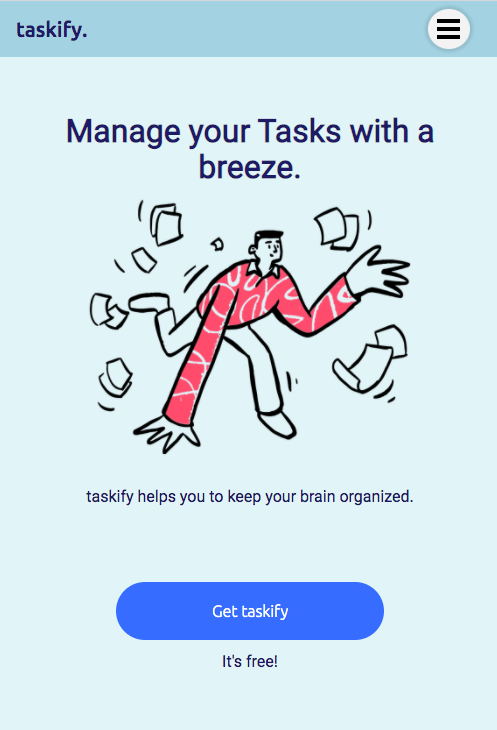 taskify.
Manage your Tasks with a
breeze.
taskify helps you to keep your brain organized.
Get taskify
It's free!